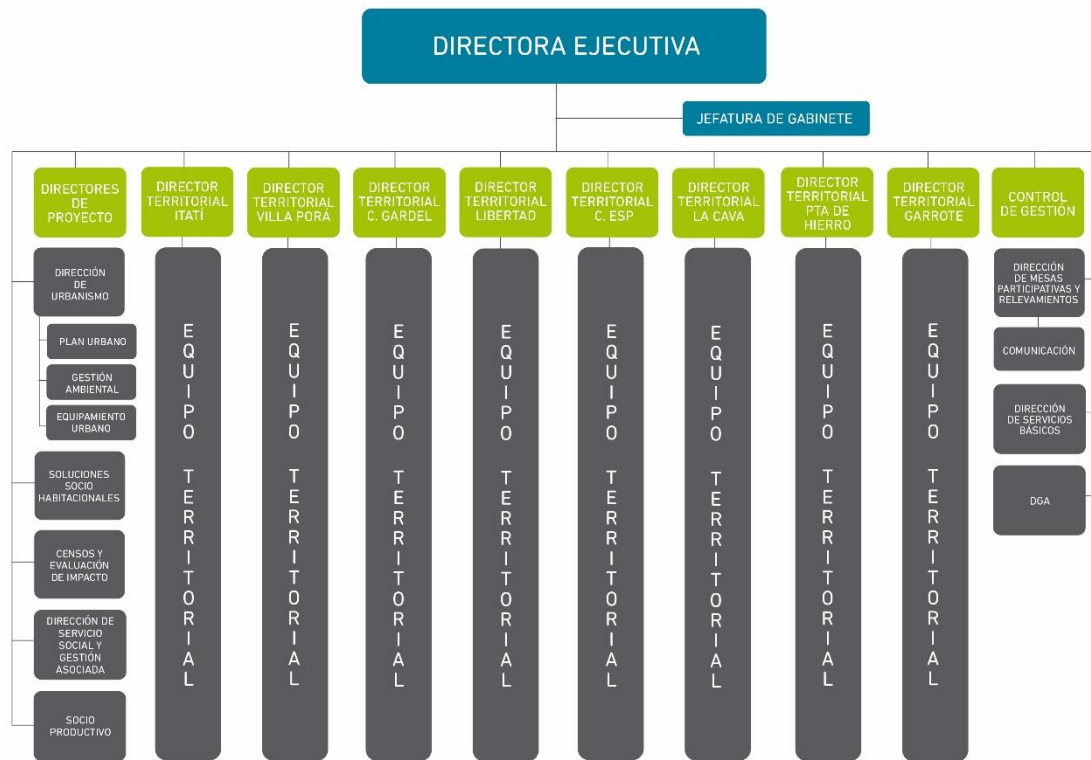 DIRECTORA EJECUTIVA
JEFATURA DE GABINETE
DIRECTORES
DE
PROYECTO
DIRECTOR
TERRITORIAL
ITATÍ
DIRECTOR
TERRITORIAL
VILLA PORÁ
DIRECTOR
TERRITORIAL
C. GARDEL
DIRECTOR
TERRITORIAL
LIBERTAD
DIRECTOR
TERRITORIAL
C. ESP
DIRECTOR
TERRITORIAL
LA CAVA
DIRECTOR
TERRITORIAL
PTA DE
HIERRO
DIRECTOR
TERRITORIAL
GARROTE
CONTROL
DE GESTIÓN
DIRECCIÓN
DE
URBANISMO
PLAN URBANO
GESTIÓN
AMBIENTAL
EQUIPAMIENTO
URBANO
SOLUCIONES
SOCIO
HABITACIONALES
CENSOS Y
EVALUACIÓN
DE IMPACTO
DIRECCIÓN DE
SERVICIO
SOCIAL Y
GESTIÓN
ASOCIADA
SOCIO
PRODUCTIVO
EQUIPO TERRITORIAL
EQUIPO TERRITORIAL
EQUIPO TERRITORIAL
EQUIPO TERRITORIAL
EQUIPO TERRITORIAL
EQUIPO TERRITORIAL
EQUIPO TERRITORIAL
EQUIPO TERRITORIAL
DIRECCIÓN
DE MESAS
PARTICIPATIVAS Y
RELEVAMIENTOS
COMUNICACIÓN
DIRECCIÓN
DE SERVICIOS
BÁSICOS
DGA